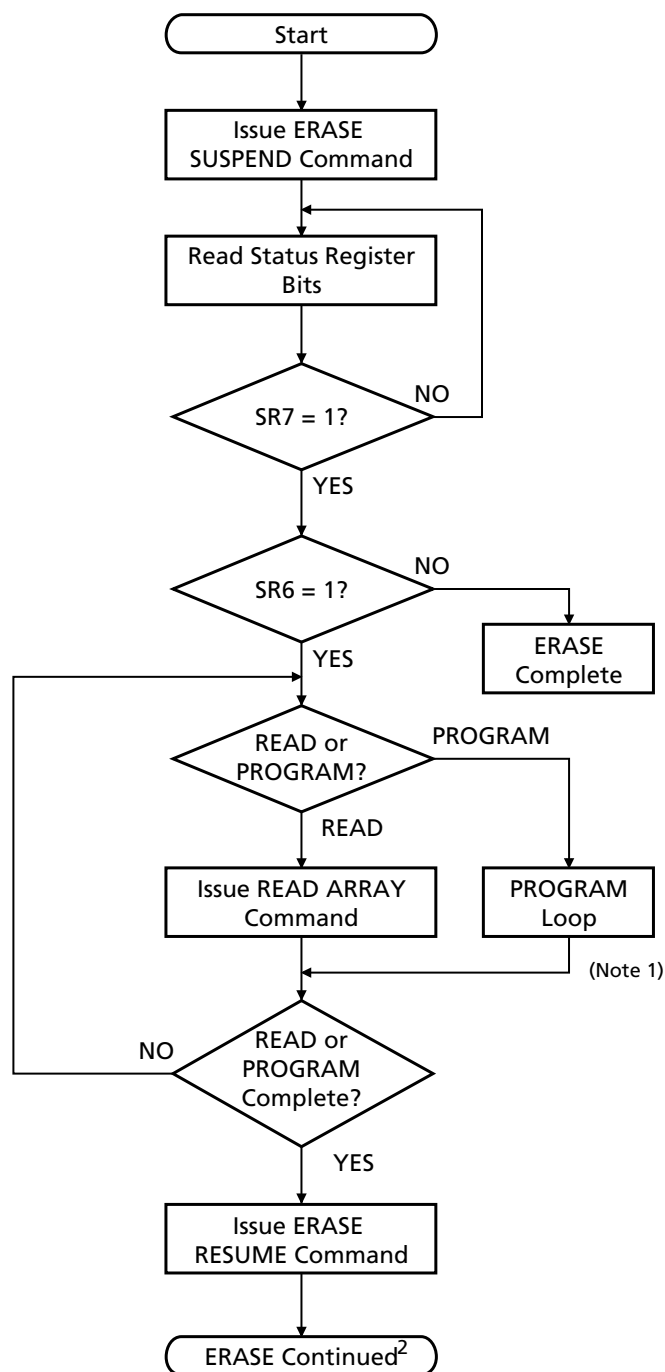 Start
Issue ERASE
SUSPEND Command
Read Status Register
Bits
NO
SR7 = 1?
YES
NO
SR6 = 1?
ERASE
Complete
YES
READ or
PROGRAM?
PROGRAM
READ
Issue READ ARRAY
Command
PROGRAM
Loop
(Note 1)
READ or
PROGRAM
Complete?
NO
YES
Issue ERASE
RESUME Command
ERASE Continued²